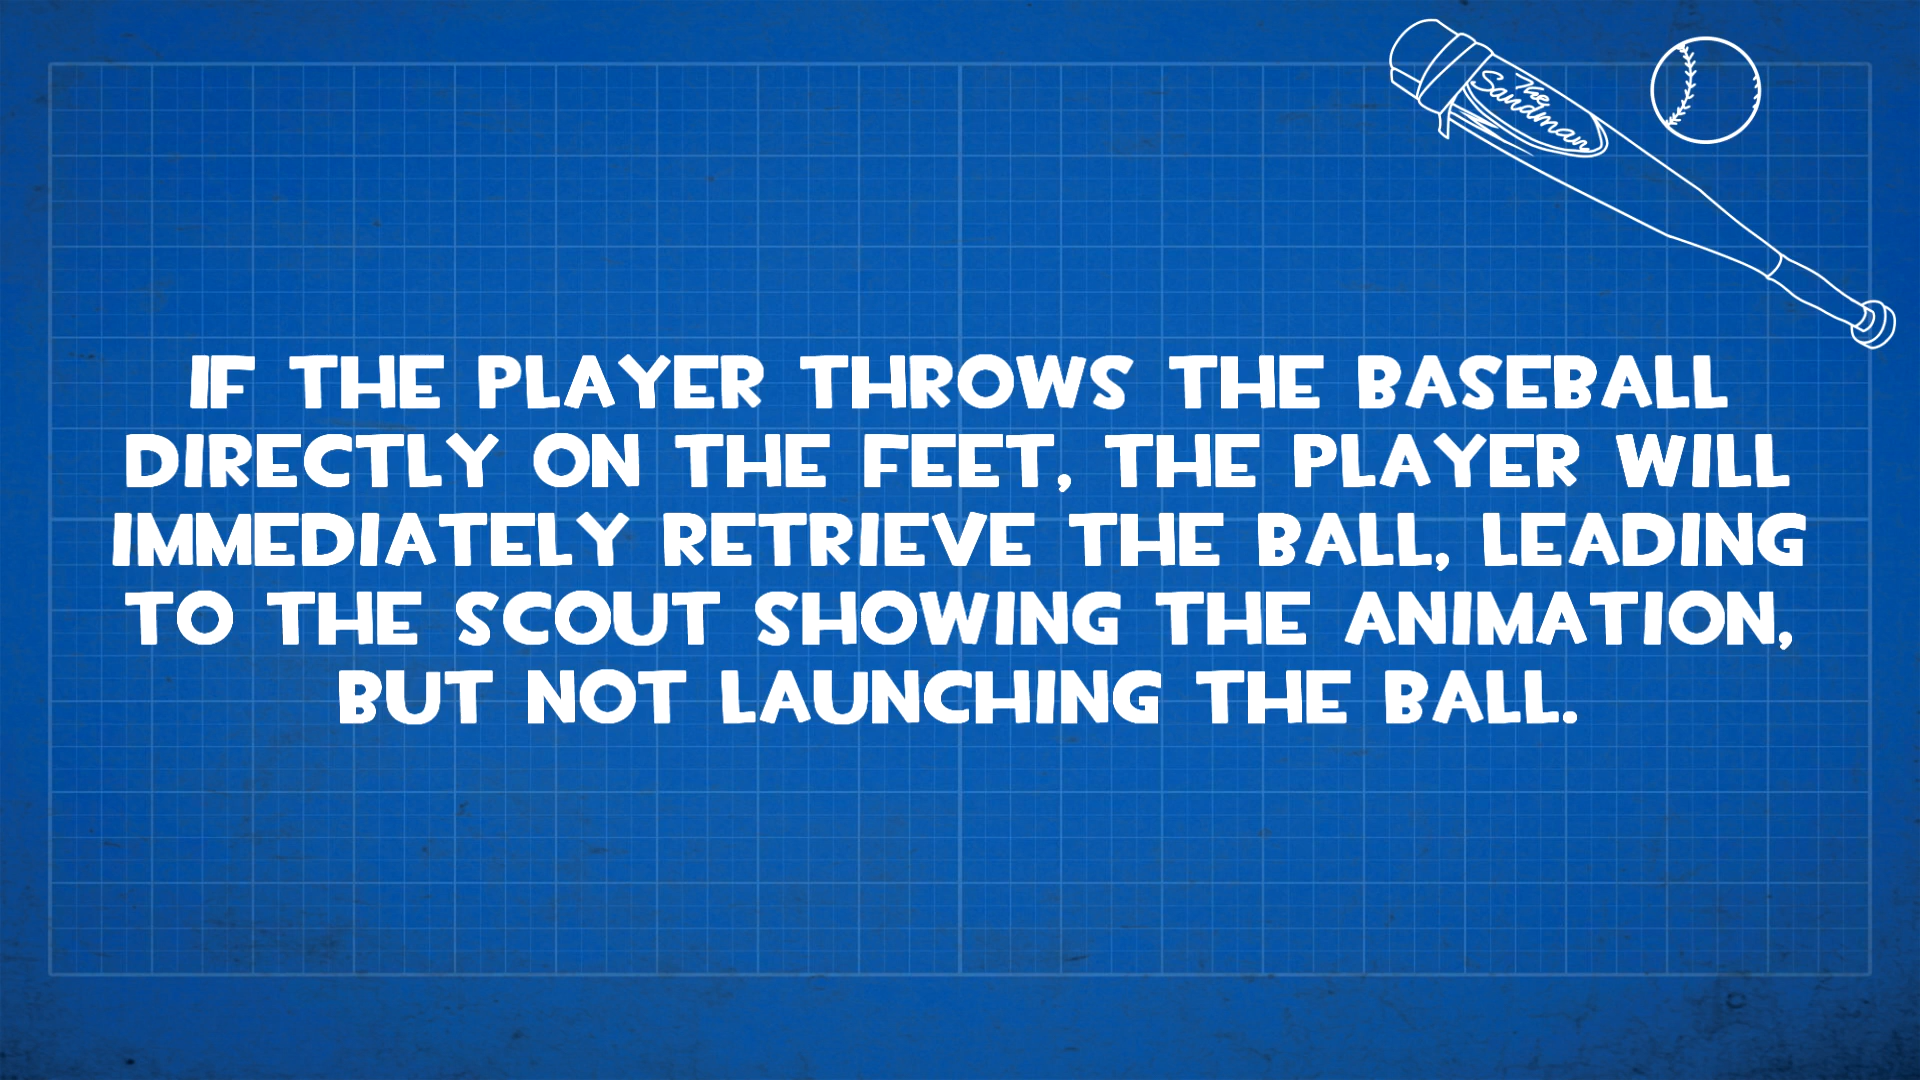 The
Sandman
IF THE PLAYER THROWS THE BASEBALL
DIRECTLY ON THE FEET, THE PLAYER WILL
IMMEDIATELY RETRIEVE THE BALL, LEADING
TO THE SCOUT SHOWING THE ANIMATION,
BUT NOT LAUNCHING THE BALL.